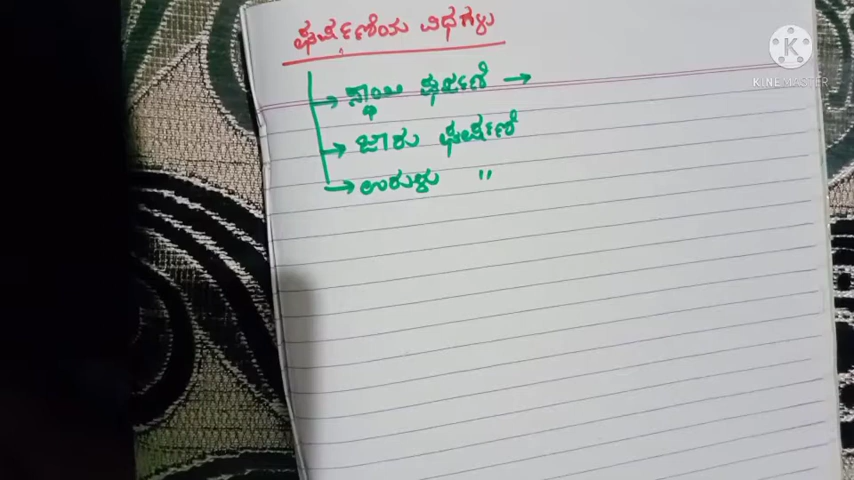 ಘರ್ಷಣೆಯ ವಿಧಗಳು
→ ಸ್ಥಾಯಿ ಘರ್ಷಣೆ →
→ ಜಾರು ಘರ್ಷಣೆ
→ ಉರುಳು "
KINEMASTER